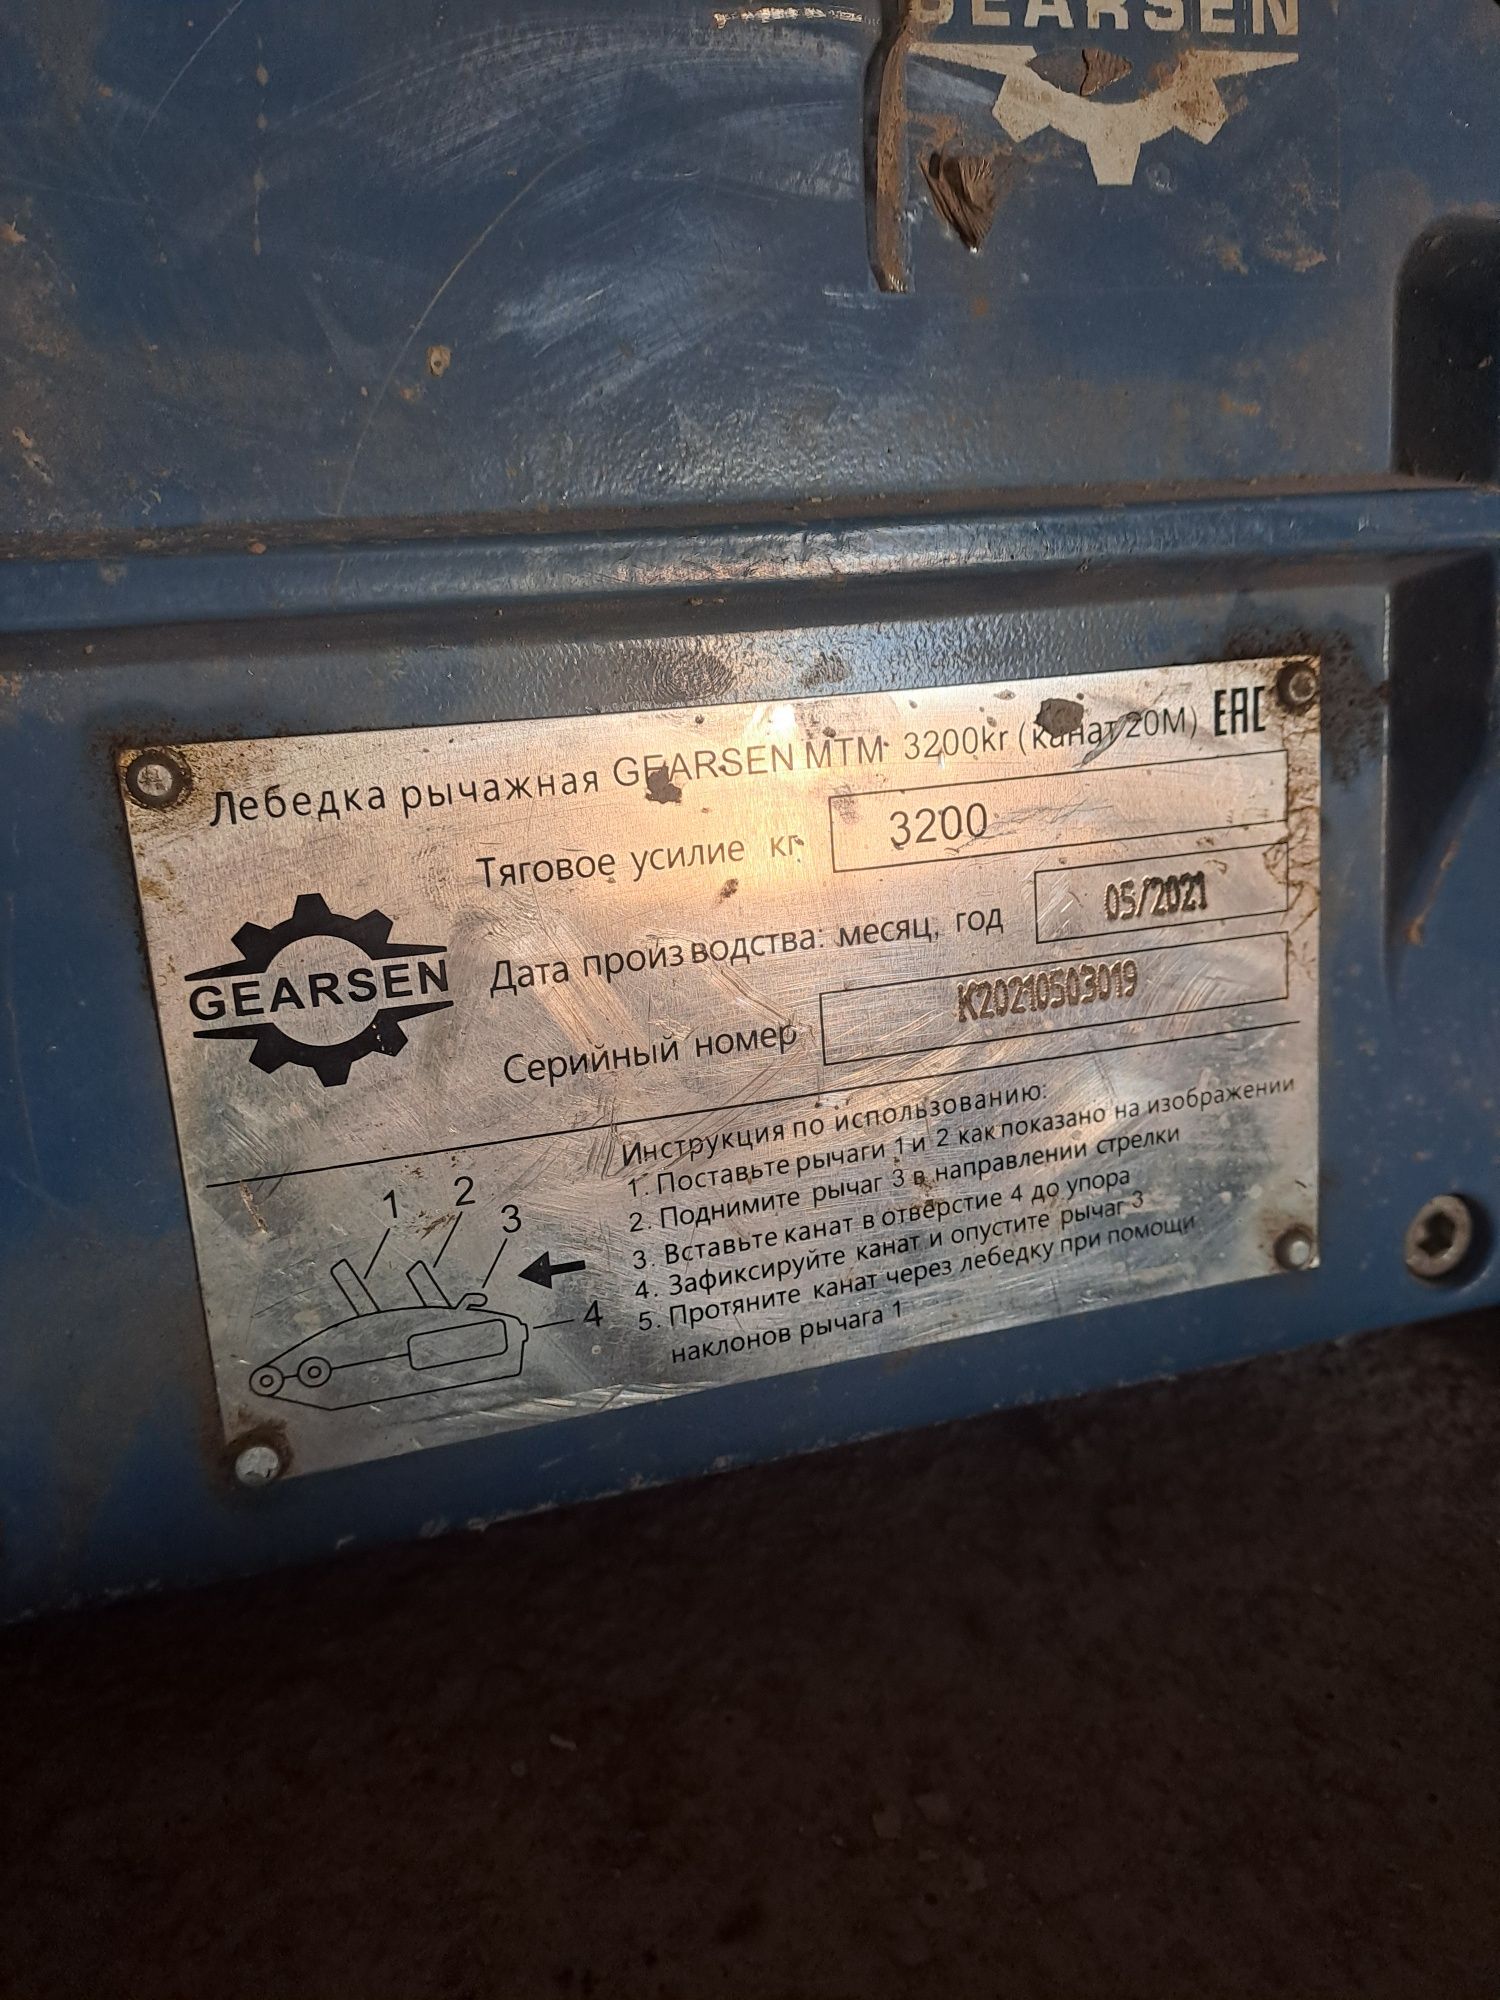 GEARSEN
Лебедка рычажная GEARSEN МТМ 3200kг (канат 20М) EAC
Тяговое усилие кг 3200
Дата производства: месяц, год 05/2021
GEARSEN
Серийный номер K20210503019
Инструкция по использованию:
1. Поставьте рычаги 1 и 2 как показано на изображении
2. Поднимите рычаг 3 в направлении стрелки
3. Вставьте канат в отверстие 4 до упора
4. Зафиксируйте канат и опустите рычаг 3
5. Протяните канат через лебедку при помощи
наклонов рычага 1
1 2 3
4